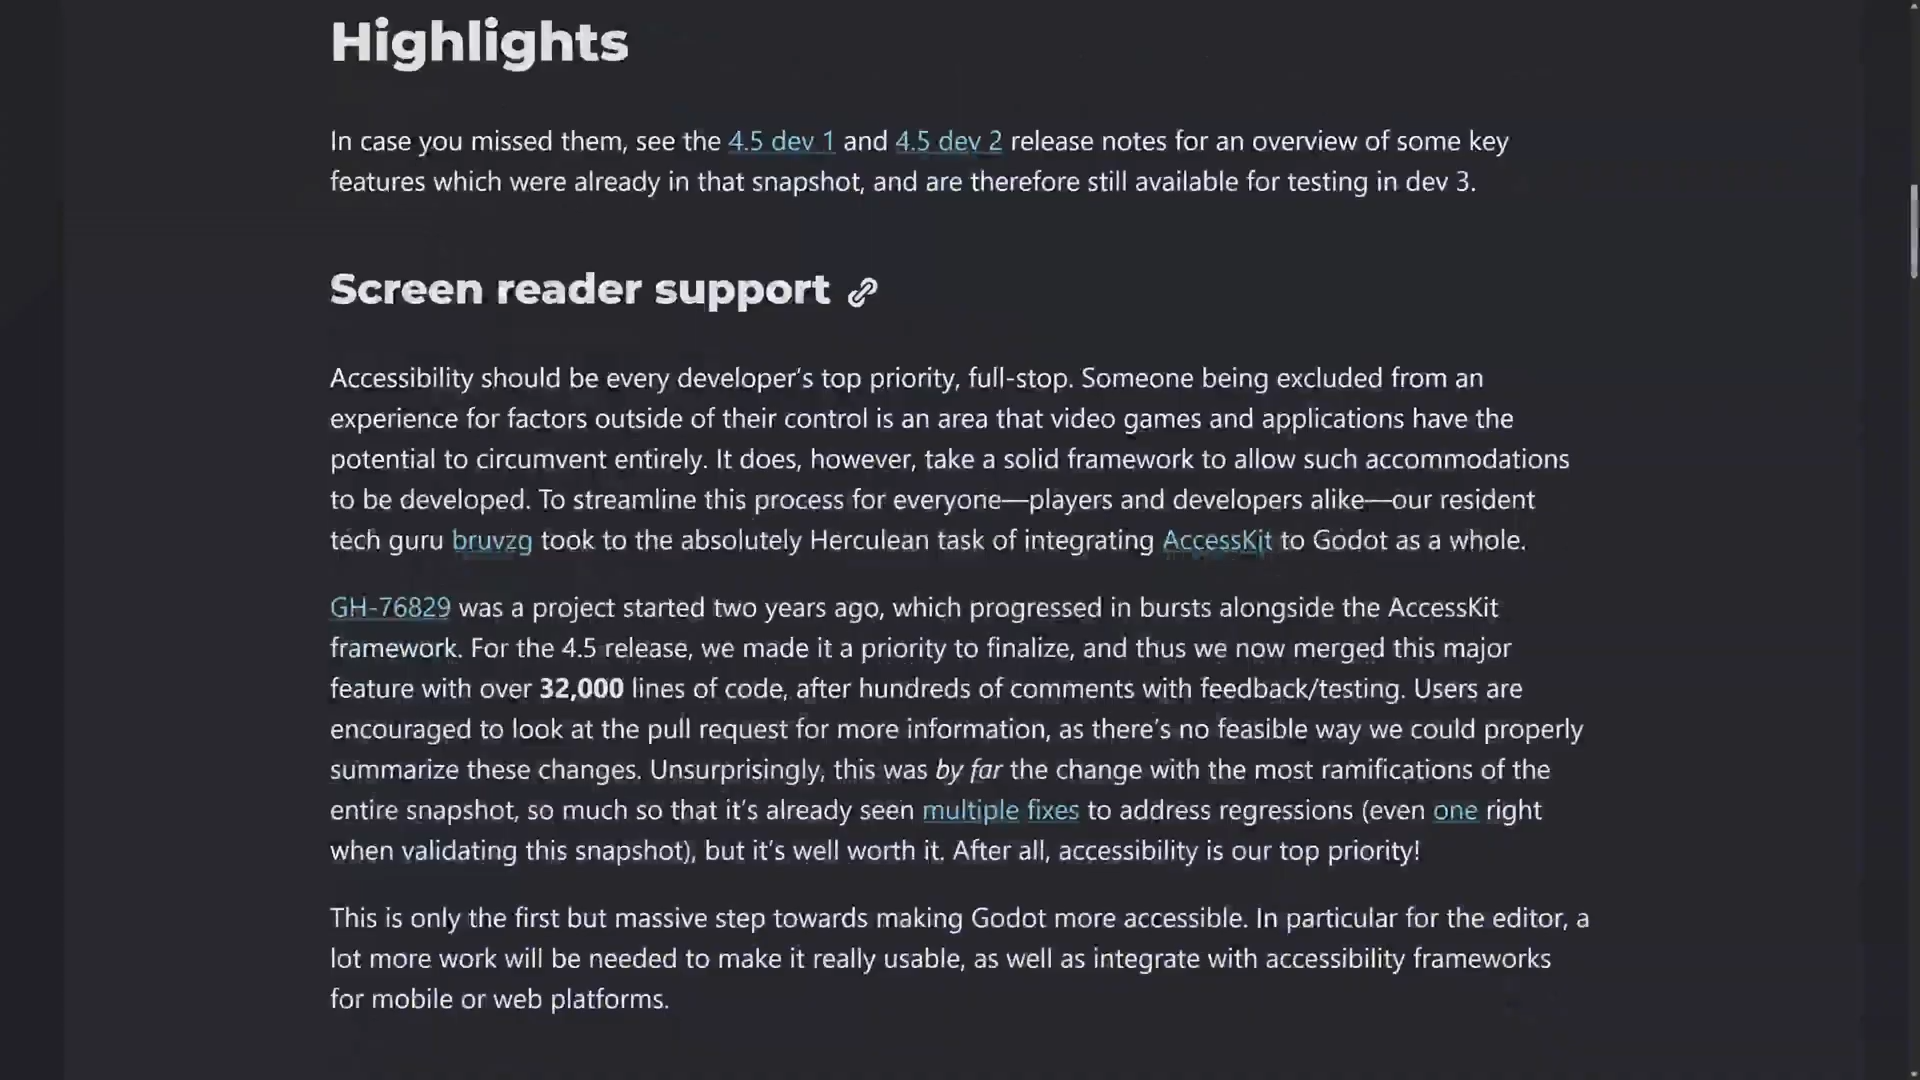 Highlights
In case you missed them, see the 4.5 dev 1 and 4.5 dev 2 release notes for an overview of some key
features which were already in that snapshot, and are therefore still available for testing in dev 3.
Screen reader support
Accessibility should be every developer's top priority, full-stop. Someone being excluded from an
experience for factors outside of their control is an area that video games and applications have the
potential to circumvent entirely. It does, however, take a solid framework to allow such accommodations
to be developed. To streamline this process for everyone—players and developers alike—our resident
tech guru bruvzg took to the absolutely Herculean task of integrating AccessKit to Godot as a whole.
GH-76829 was a project started two years ago, which progressed in bursts alongside the AccessKit
framework. For the 4.5 release, we made it a priority to finalize, and thus we now merged this major
feature with over 32,000 lines of code, after hundreds of comments with feedback/testing. Users are
encouraged to look at the pull request for more information, as there's no feasible way we could properly
summarize these changes. Unsurprisingly, this was by far the change with the most ramifications of the
entire snapshot, so much so that it's already seen multiple fixes to address regressions (even one right
when validating this snapshot), but it's well worth it. After all, accessibility is our top priority!
This is only the first but massive step towards making Godot more accessible. In particular for the editor, a
lot more work will be needed to make it really usable, as well as integrate with accessibility frameworks
for mobile or web platforms.